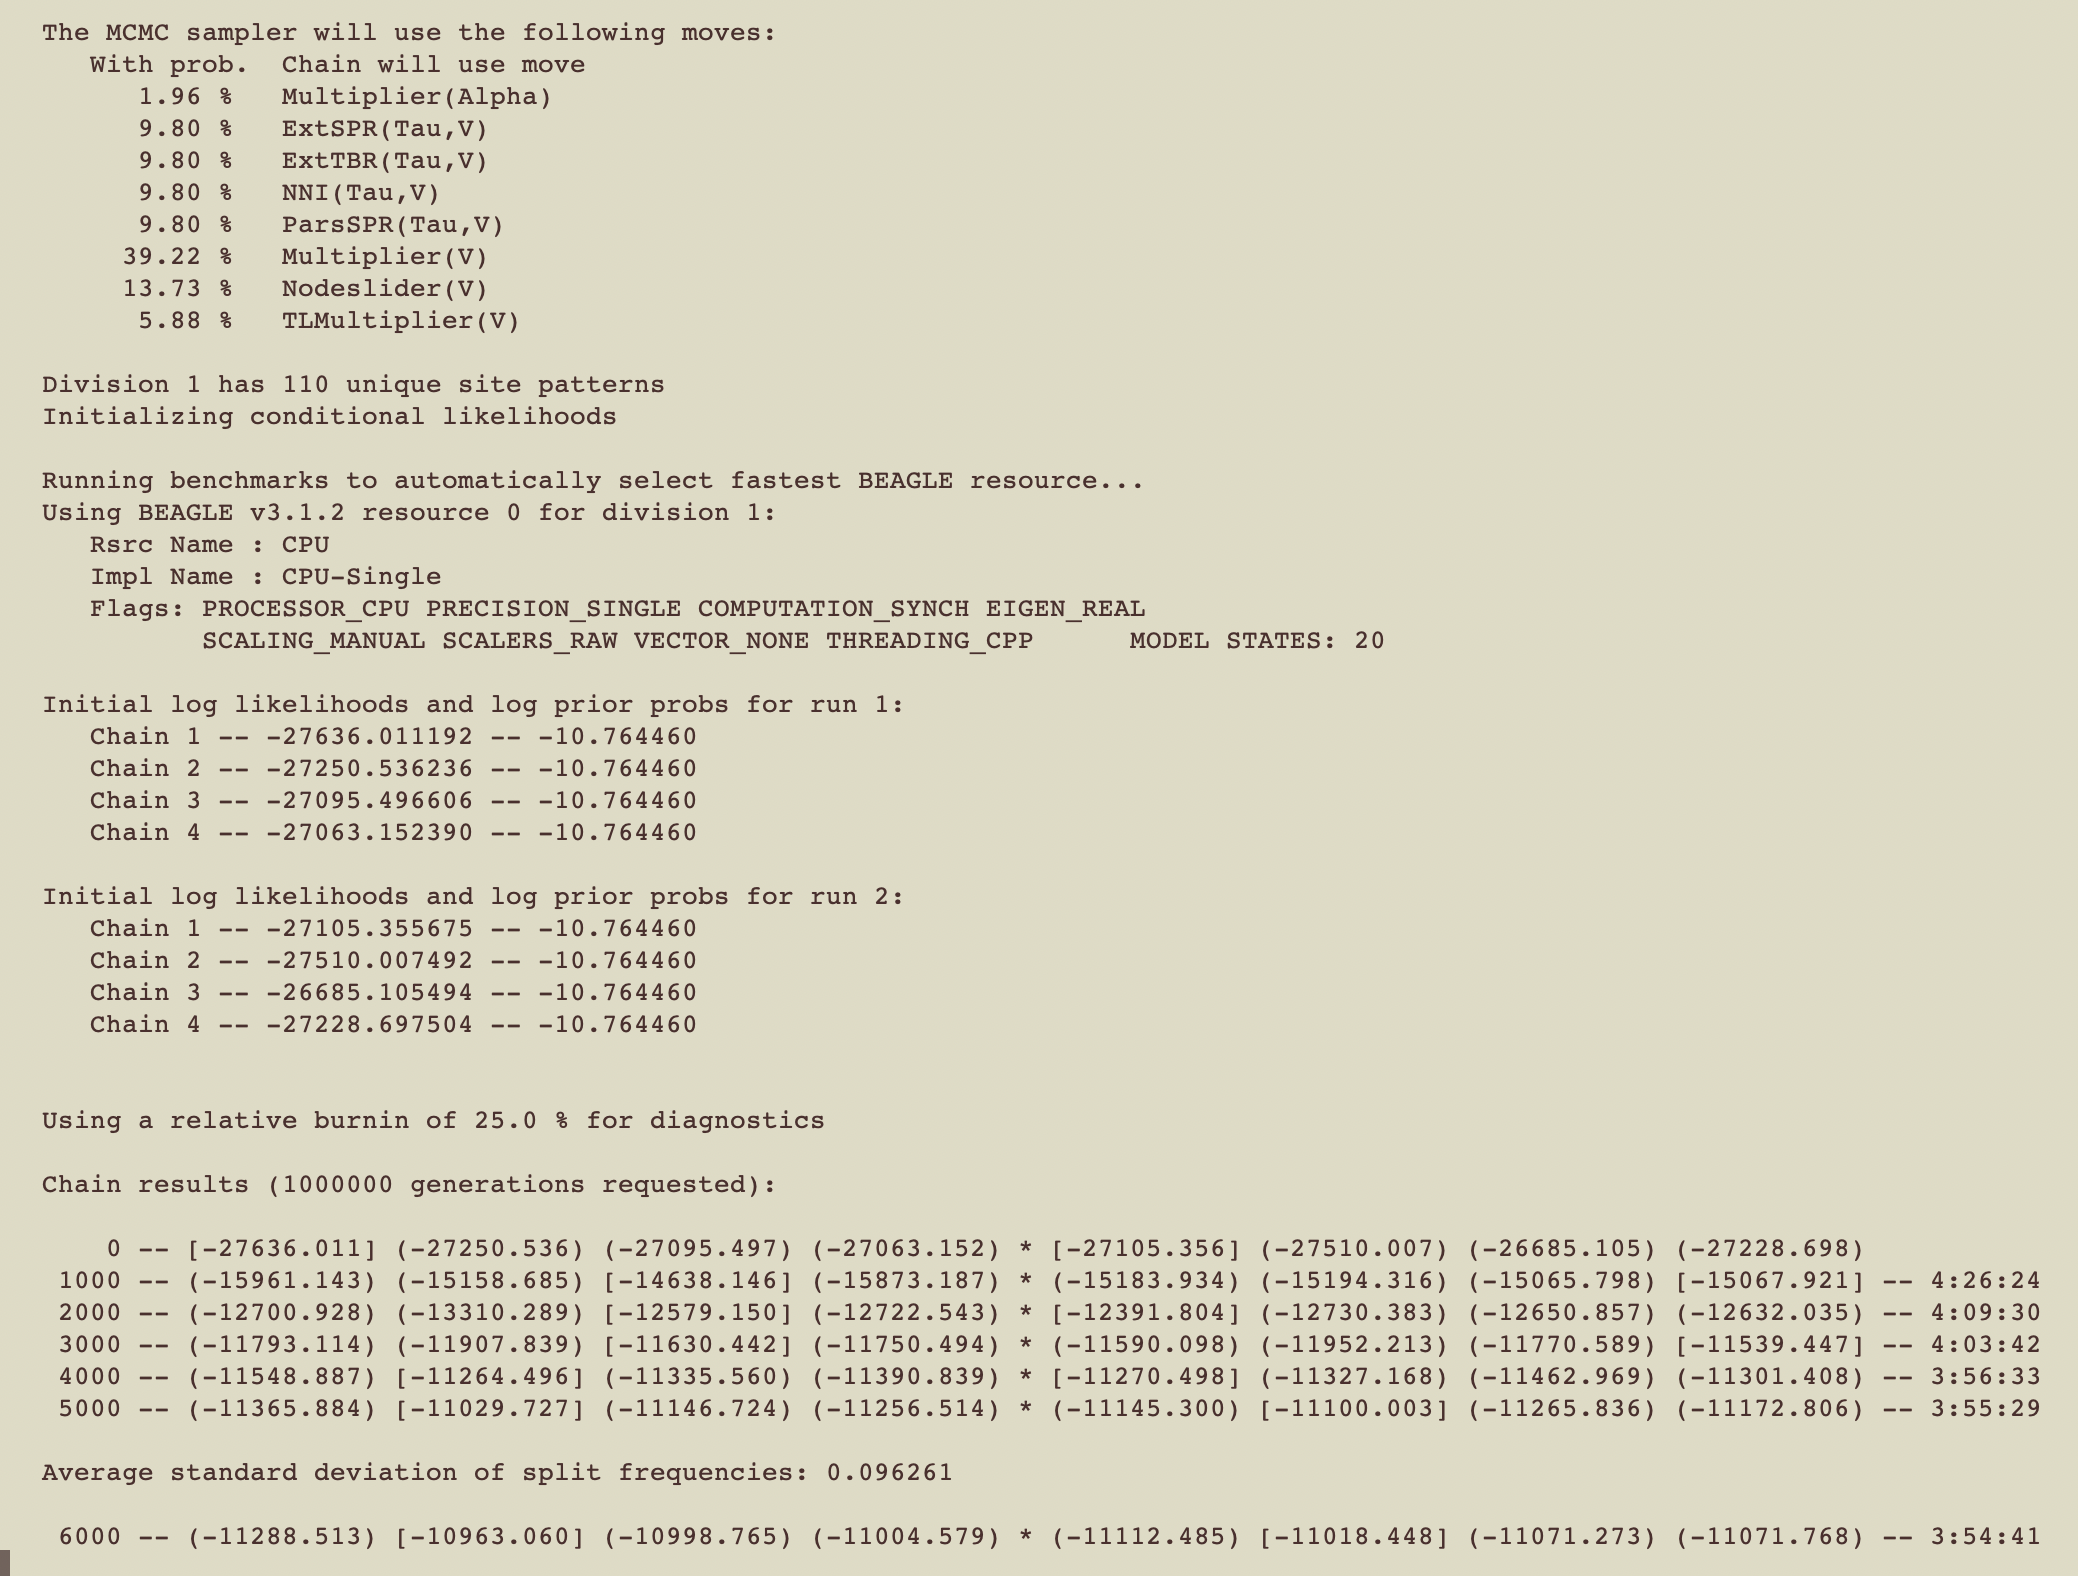 The MCMC sampler will use the following moves:
   With prob.  Chain will use move
      1.96 %   Multiplier(Alpha)
      9.80 %   ExtSPR(Tau,V)
      9.80 %   ExtTBR(Tau,V)
      9.80 %   NNI(Tau,V)
      9.80 %   ParsSPR(Tau,V)
     39.22 %   Multiplier(V)
     13.73 %   Nodeslider(V)
      5.88 %   TLMultiplier(V)

Division 1 has 110 unique site patterns
Initializing conditional likelihoods

Running benchmarks to automatically select fastest BEAGLE resource...
Using BEAGLE v3.1.2 resource 0 for division 1:
   Rsrc Name : CPU
   Impl Name : CPU-Single
   Flags: PROCESSOR_CPU PRECISION_SINGLE COMPUTATION_SYNCH EIGEN_REAL
          SCALING_MANUAL SCALERS_RAW VECTOR_NONE THREADING_CPP      MODEL STATES: 20

Initial log likelihoods and log prior probs for run 1:
   Chain 1 -- -27636.011192 -- -10.764460
   Chain 2 -- -27250.536236 -- -10.764460
   Chain 3 -- -27095.496606 -- -10.764460
   Chain 4 -- -27063.152390 -- -10.764460

Initial log likelihoods and log prior probs for run 2:
   Chain 1 -- -27105.355675 -- -10.764460
   Chain 2 -- -27510.007492 -- -10.764460
   Chain 3 -- -26685.105494 -- -10.764460
   Chain 4 -- -27228.697504 -- -10.764460


Using a relative burnin of 25.0 % for diagnostics

Chain results (1000000 generations requested):

    0 -- [-27636.011] (-27250.536) (-27095.497) (-27063.152) * [-27105.356] (-27510.007) (-26685.105) (-27228.698)
 1000 -- (-15961.143) (-15158.685) [-14638.146] (-15873.187) * (-15183.934) (-15194.316) (-15065.798) [-15067.921] -- 4:26:24
 2000 -- (-12700.928) (-13310.289) [-12579.150] (-12722.543) * [-12391.804] (-12730.383) (-12650.857) (-12632.035) -- 4:09:30
 3000 -- (-11793.114) (-11907.839) [-11630.442] (-11750.494) * (-11590.098) (-11952.213) (-11770.589) [-11539.447] -- 4:03:42
 4000 -- (-11548.887) [-11264.496] (-11335.560) (-11390.839) * [-11270.498] (-11327.168) (-11462.969) (-11301.408) -- 3:56:33
 5000 -- (-11365.884) [-11029.727] (-11146.724) (-11256.514) * (-11145.300) [-11100.003] (-11265.836) (-11172.806) -- 3:55:29

Average standard deviation of split frequencies: 0.096261

 6000 -- (-11288.513) [-10963.060] (-10998.765) (-11004.579) * (-11112.485) [-11018.448] (-11071.273) (-11071.768) -- 3:54:41